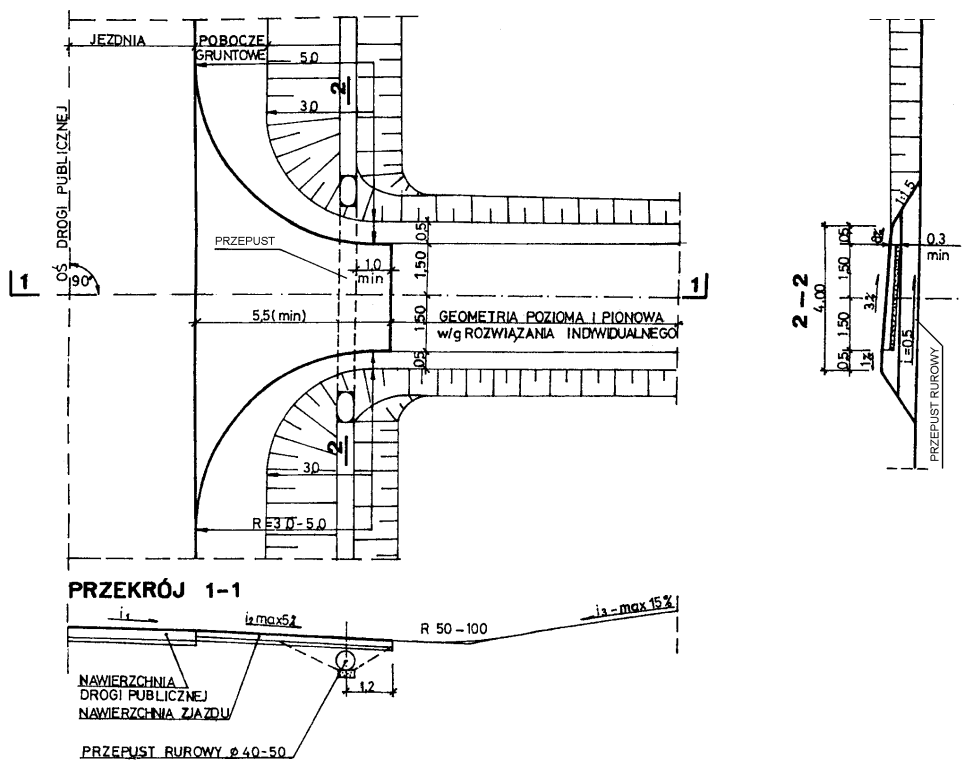 JEZDNIA
POBOCZE
GRUNTOWE
5,0
2
3,0
OŚ DROGI PUBLICZNEJ
90°
1
PRZEPUST
1,0
min
0,5
1,50
1
5,5(min)
1,50
GEOMETRIA POZIOMA I PIONOWA
w/g ROZWIĄZANIA INDYWIDUALNEGO
0,5
2
3,0
R=3,0-5,0
1:1,5
0,5
0.3
min
1,50
2-2
4.00
1,50
i=0,5
0,5
PRZEPUST RUROWY
PRZEKRÓJ 1-1
i1
i2 max5%
R 50-100
i3-max 15%
NAWIERZCHNIA
DROGI PUBLICZNEJ
NAWIERZCHNIA ZJAZDU
1,2
PRZEPUST RUROWY ø 40-50